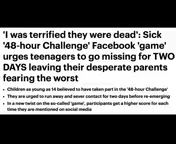 'I was terrified they were dead': Sick
'48-hour Challenge' Facebook 'game'
urges teenagers to go missing for TWO
DAYS leaving their desperate parents
fearing the worst
• Children as young as 14 believed to have taken part in the '48-hour Challenge'
• They are urged to run away and sever contact for two days before re-emerging
• In a new twist on the so-called 'game', participants get a higher score for each
time they are mentioned on social media